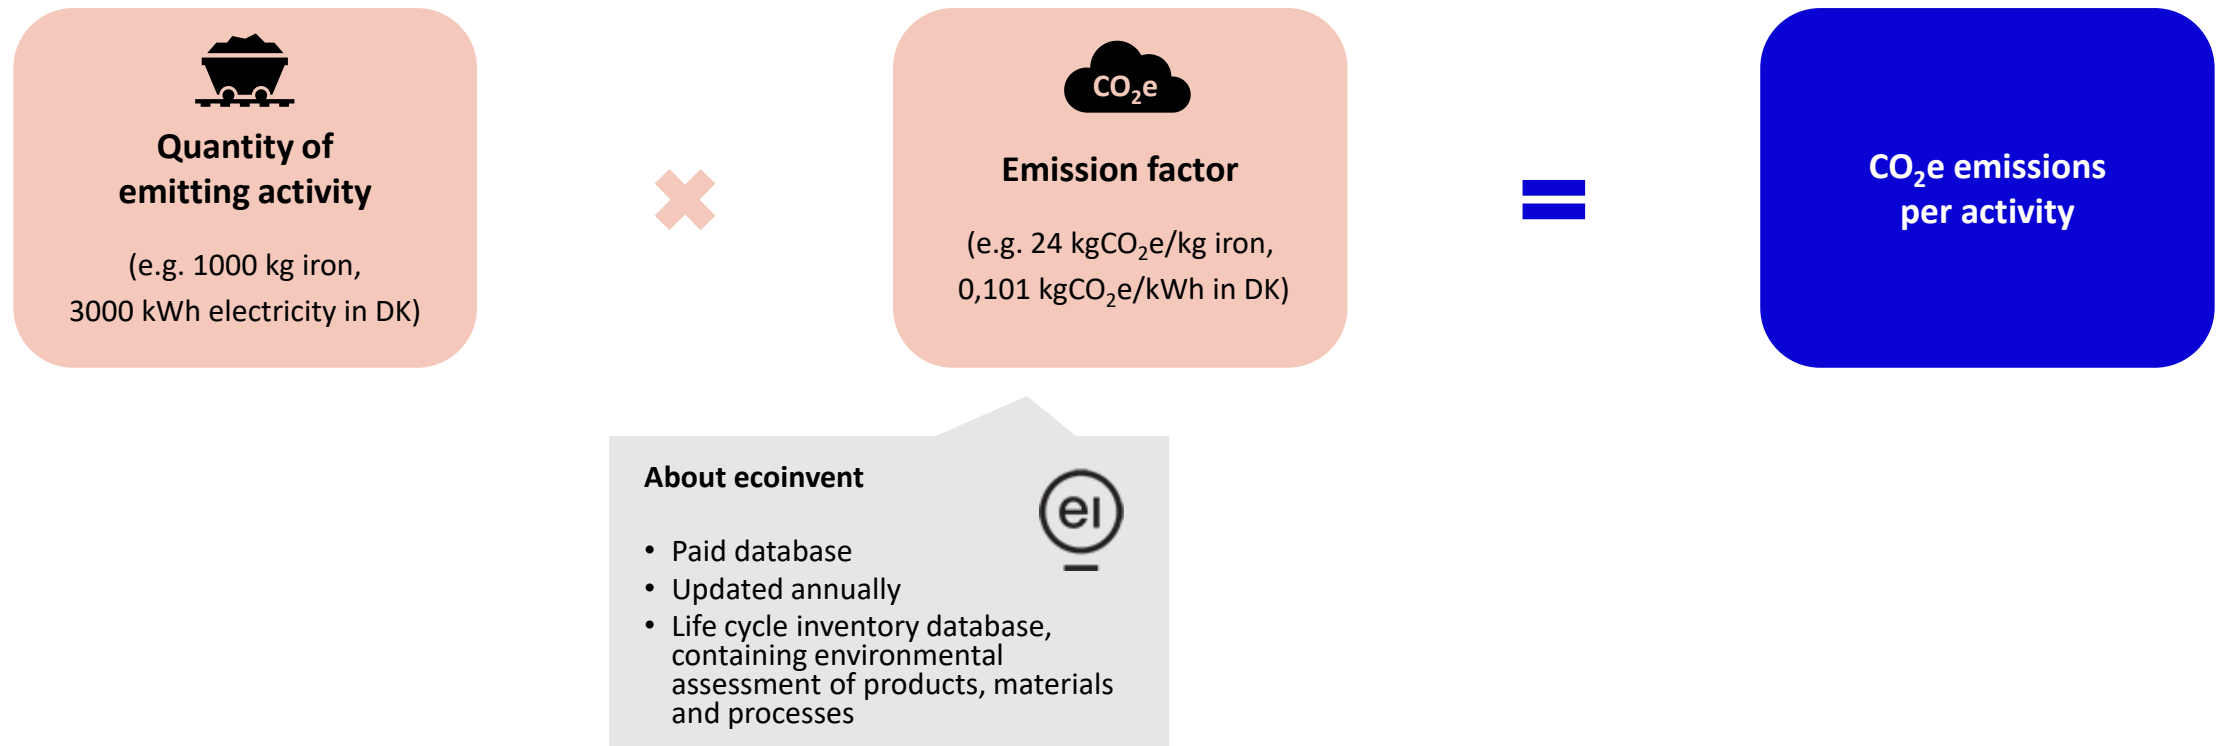 Quantity of
emitting activity
(e.g. 1000 kg iron,
3000 kWh electricity in DK)
CO₂e
Emission factor
(e.g. 24 kgCO₂e/kg iron,
0,101 kgCO₂e/kWh in DK)
CO₂e emissions
per activity
About ecoinvent
ei
• Paid database
• Updated annually
• Life cycle inventory database,
containing environmental
assessment of products, materials
and processes